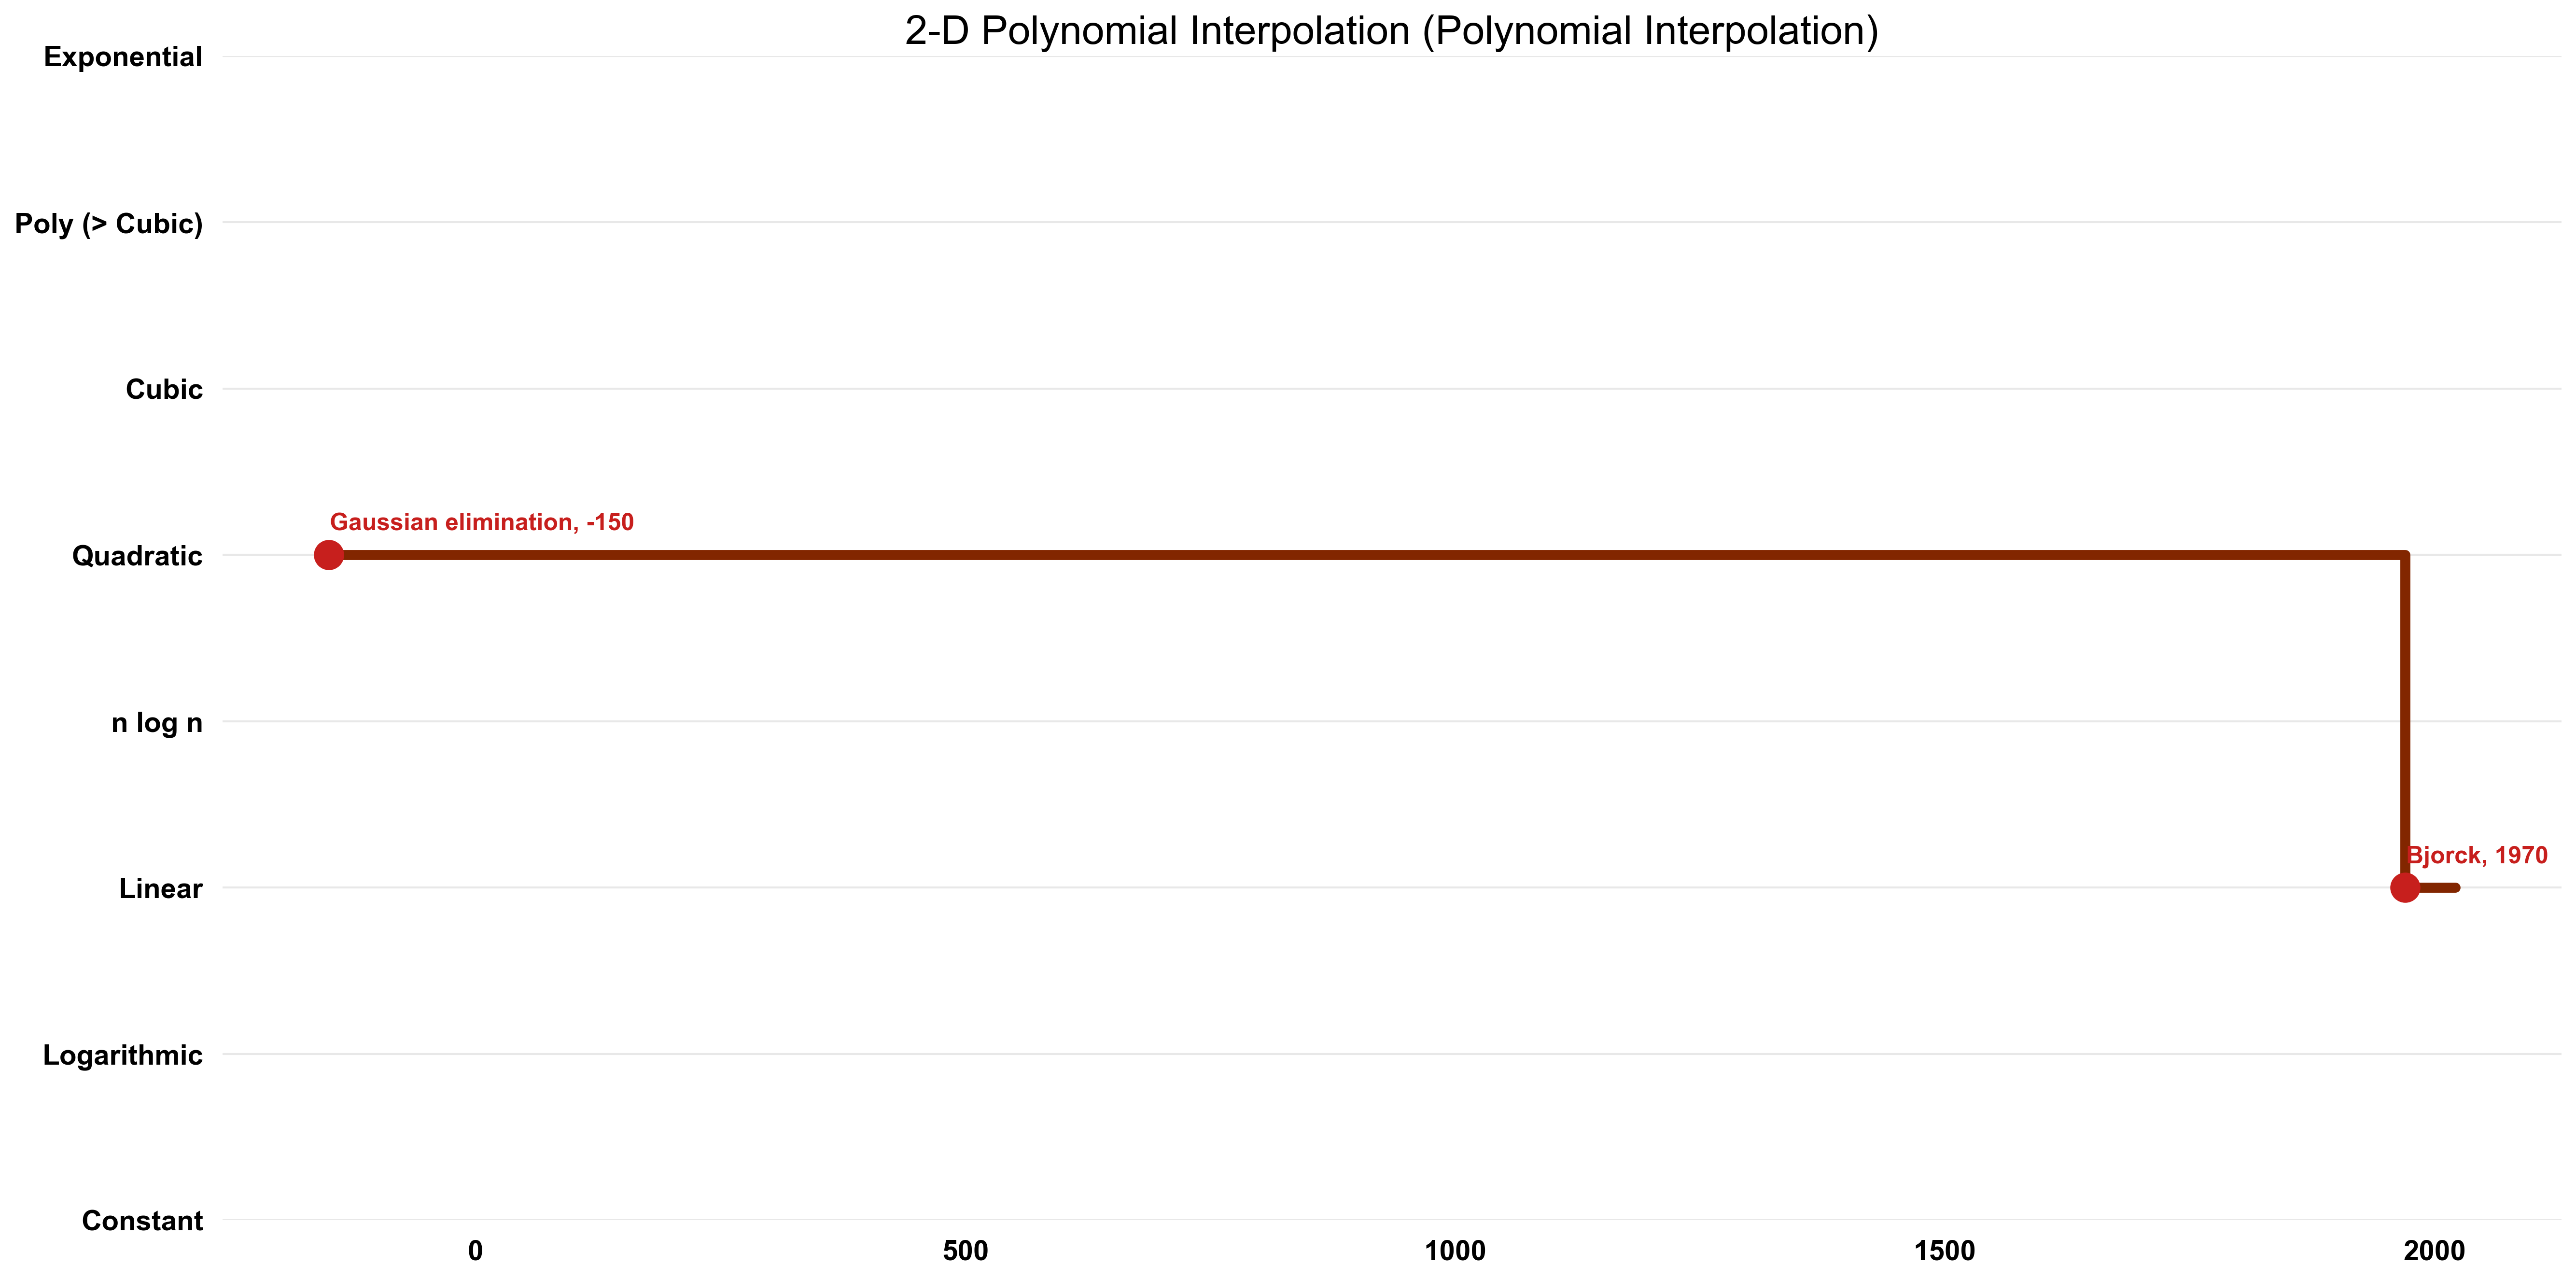 2-D Polynomial Interpolation (Polynomial Interpolation)
Exponential
Poly (> Cubic)
Cubic
Gaussian elimination, -150
Quadratic
n log n
Bjorck, 1970
Linear
Logarithmic
Constant
0 500 1000 1500 2000